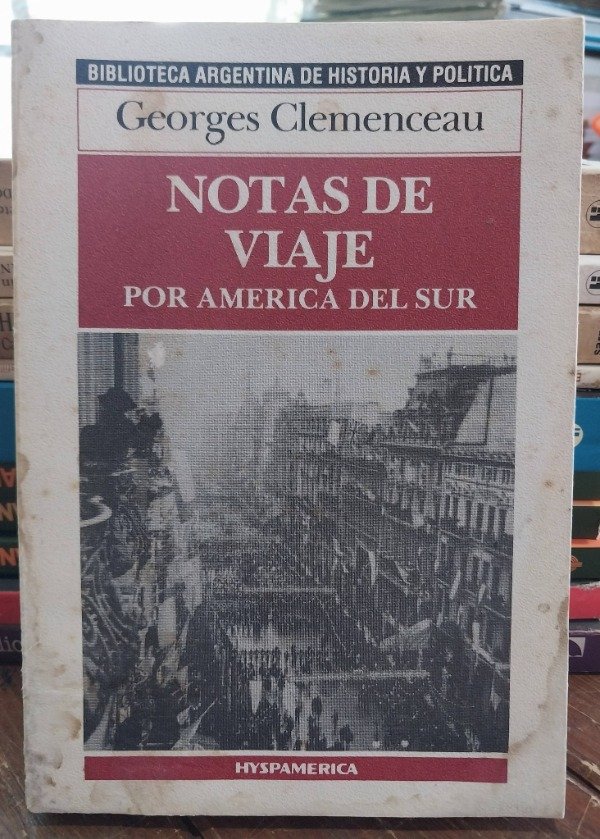 BIBLIOTECA ARGENTINA DE HISTORIA Y POLITICA
Georges Clemenceau
NOTAS DE
VIAJE
POR AMERICA DEL SUR
HYSPAMERICA